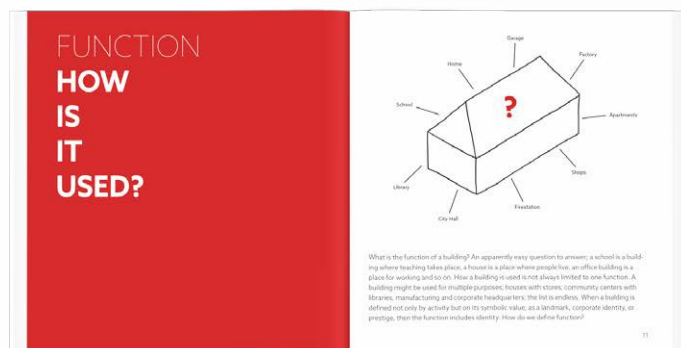 FUNCTION
HOW
IS
IT
USED?
Garage
Home
Factory
School
?
Apartments
Library
Shops
City Hall
Firestation
What is the function of a building? An apparently easy question to answer; a school is a build-
ing where teaching takes place, a house is a place where people live, an office building is a
place for working and so on. How a building is used is not always limited to one function. A
building might be used for multiple purposes; houses with stores, community centers with
libraries, manufacturing and corporate headquarters; the list is endless. When a building is
defined not only by activity but on its symbolic value, as a landmark, corporate identity, or
prestige, then the function includes identity. How do we define function?
11